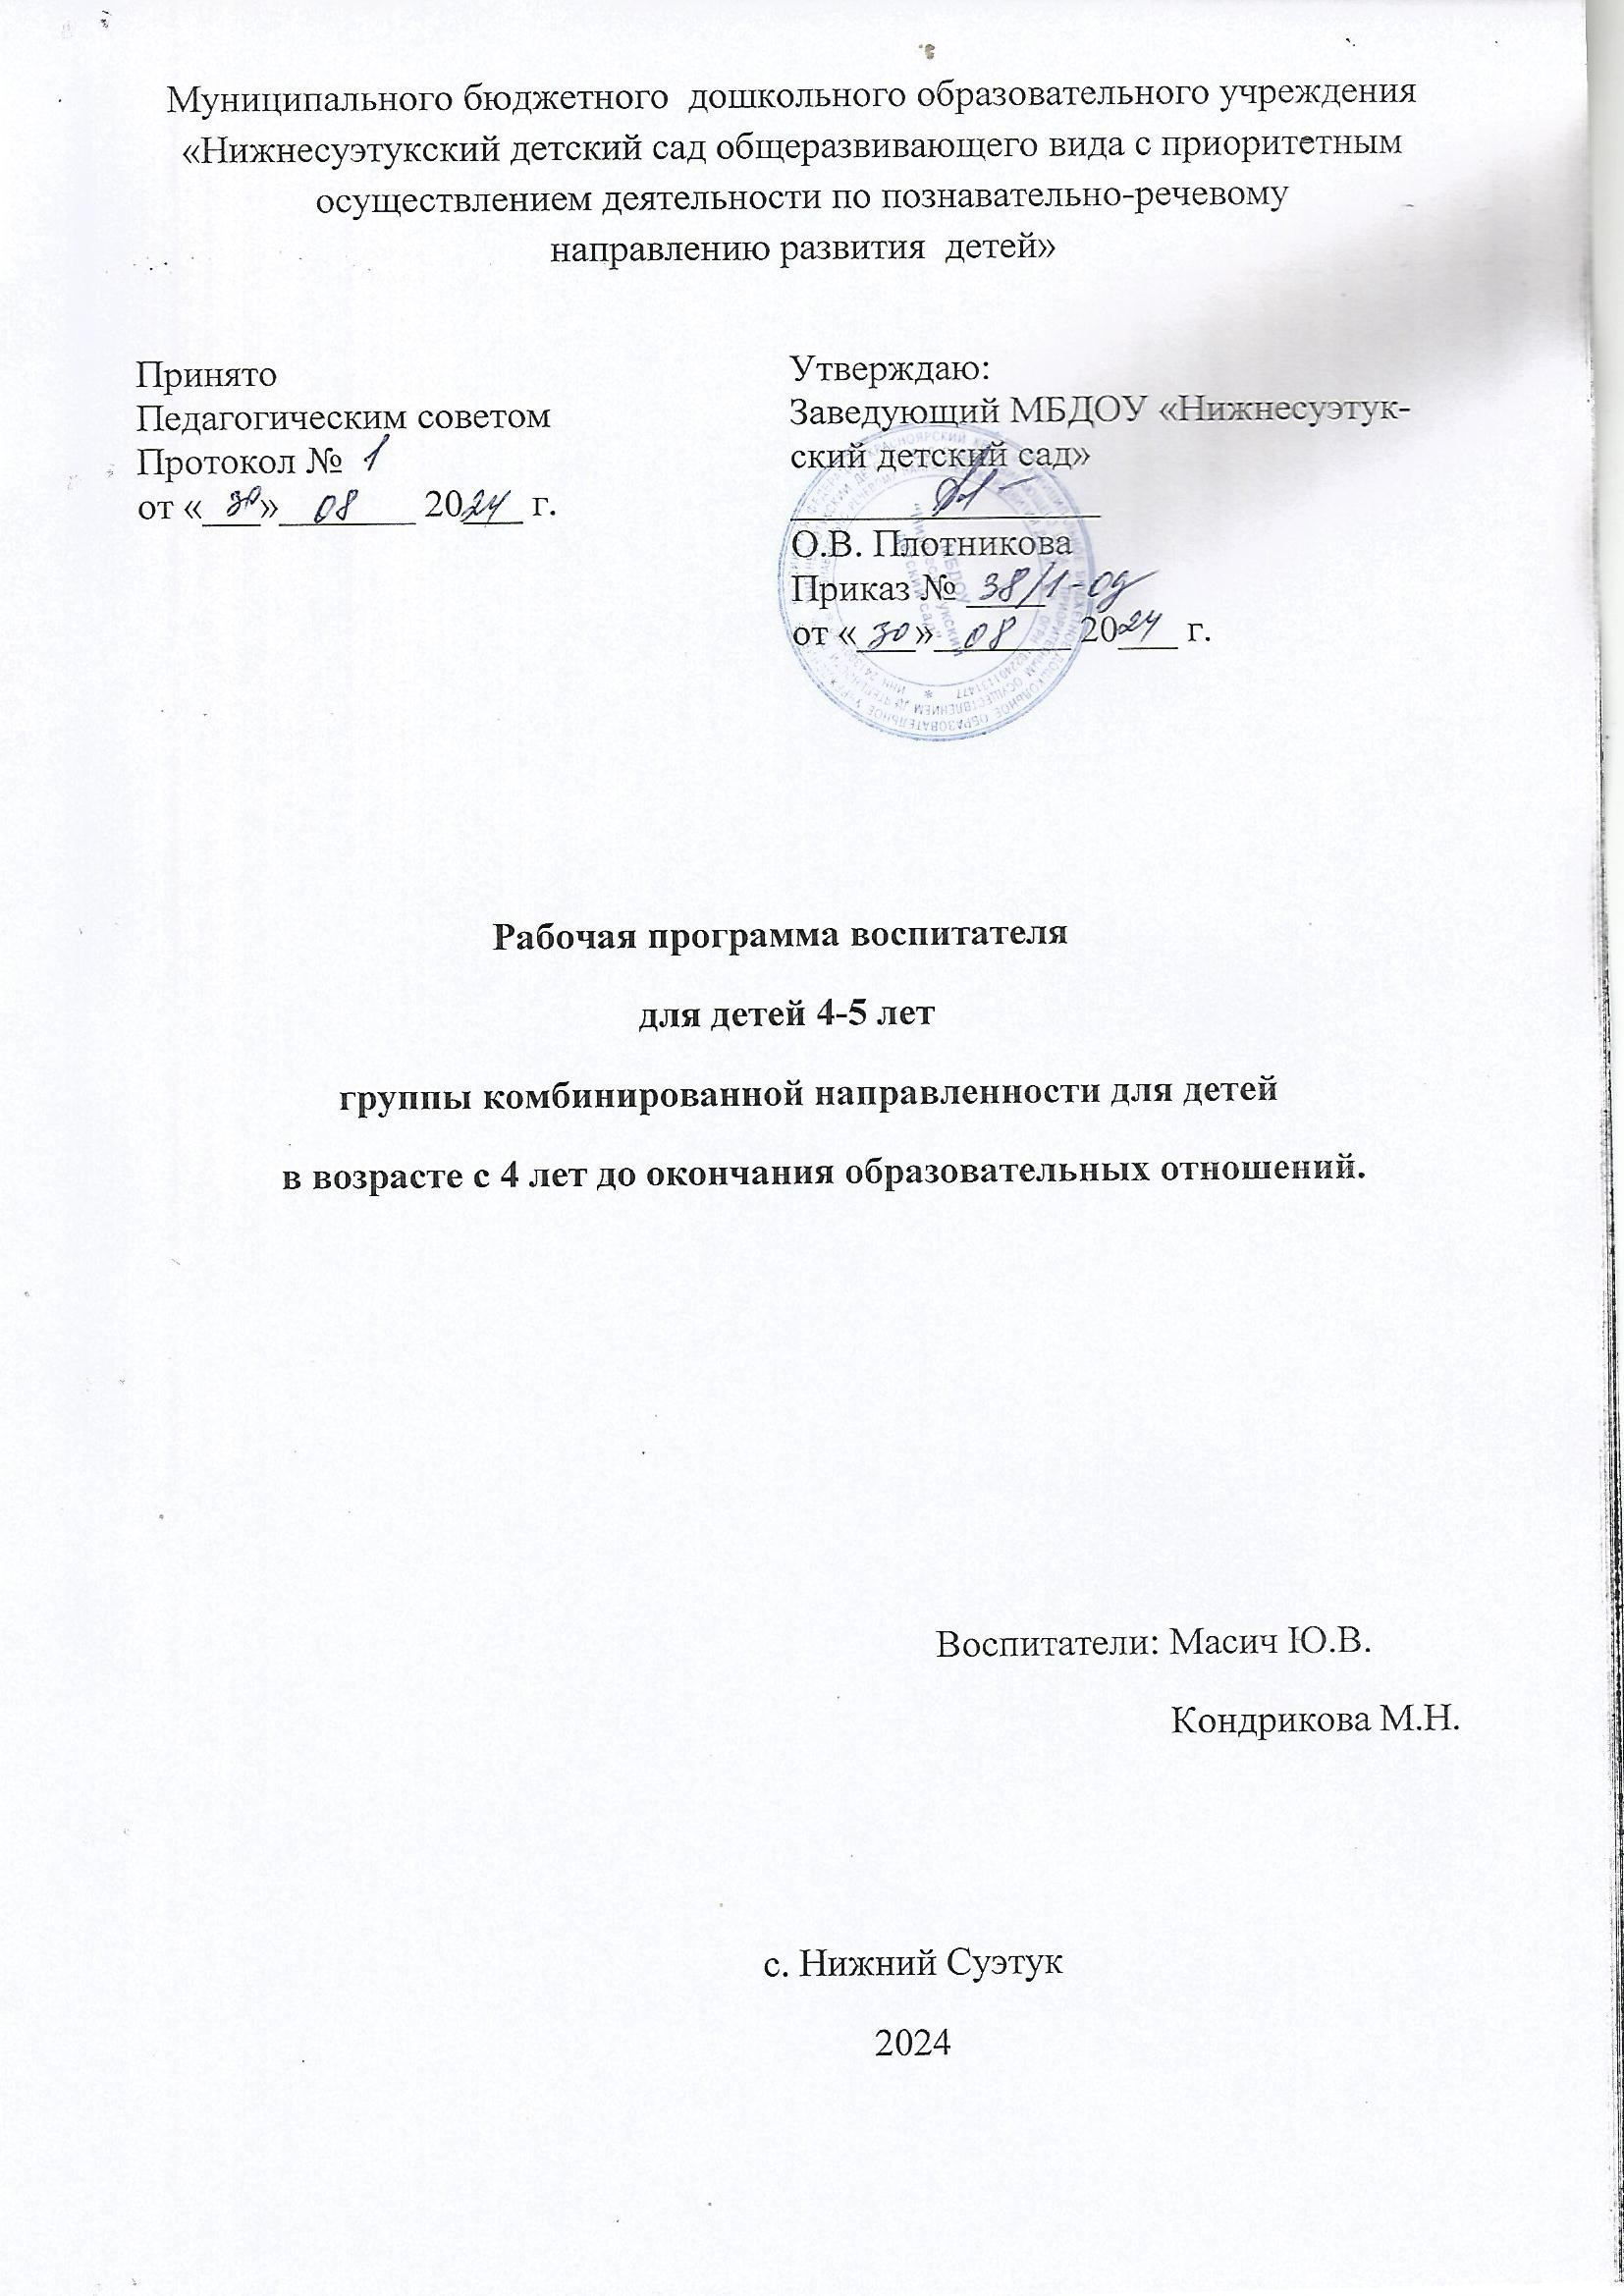 Муниципального бюджетного дошкольного образовательного учреждения
«Нижнесуэтукский детский сад общеразвивающего вида с приоритетным
осуществлением деятельности по познавательно-речевому
направлению развития детей»
Принято
Педагогическим советом
Протокол № 1
от «30» 08 2024 г.
Утверждаю:
Заведующий МБДОУ «Нижнесуэтук-
ский детский сад»
О.В. Плотникова
Приказ № 38/1-од
от «30» 08 2024 г.
Рабочая программа воспитателя
для детей 4-5 лет
группы комбинированной направленности для детей
в возрасте с 4 лет до окончания образовательных отношений.
Воспитатели: Масич Ю.В.
Кондрикова М.Н.
с. Нижний Суэтук
2024